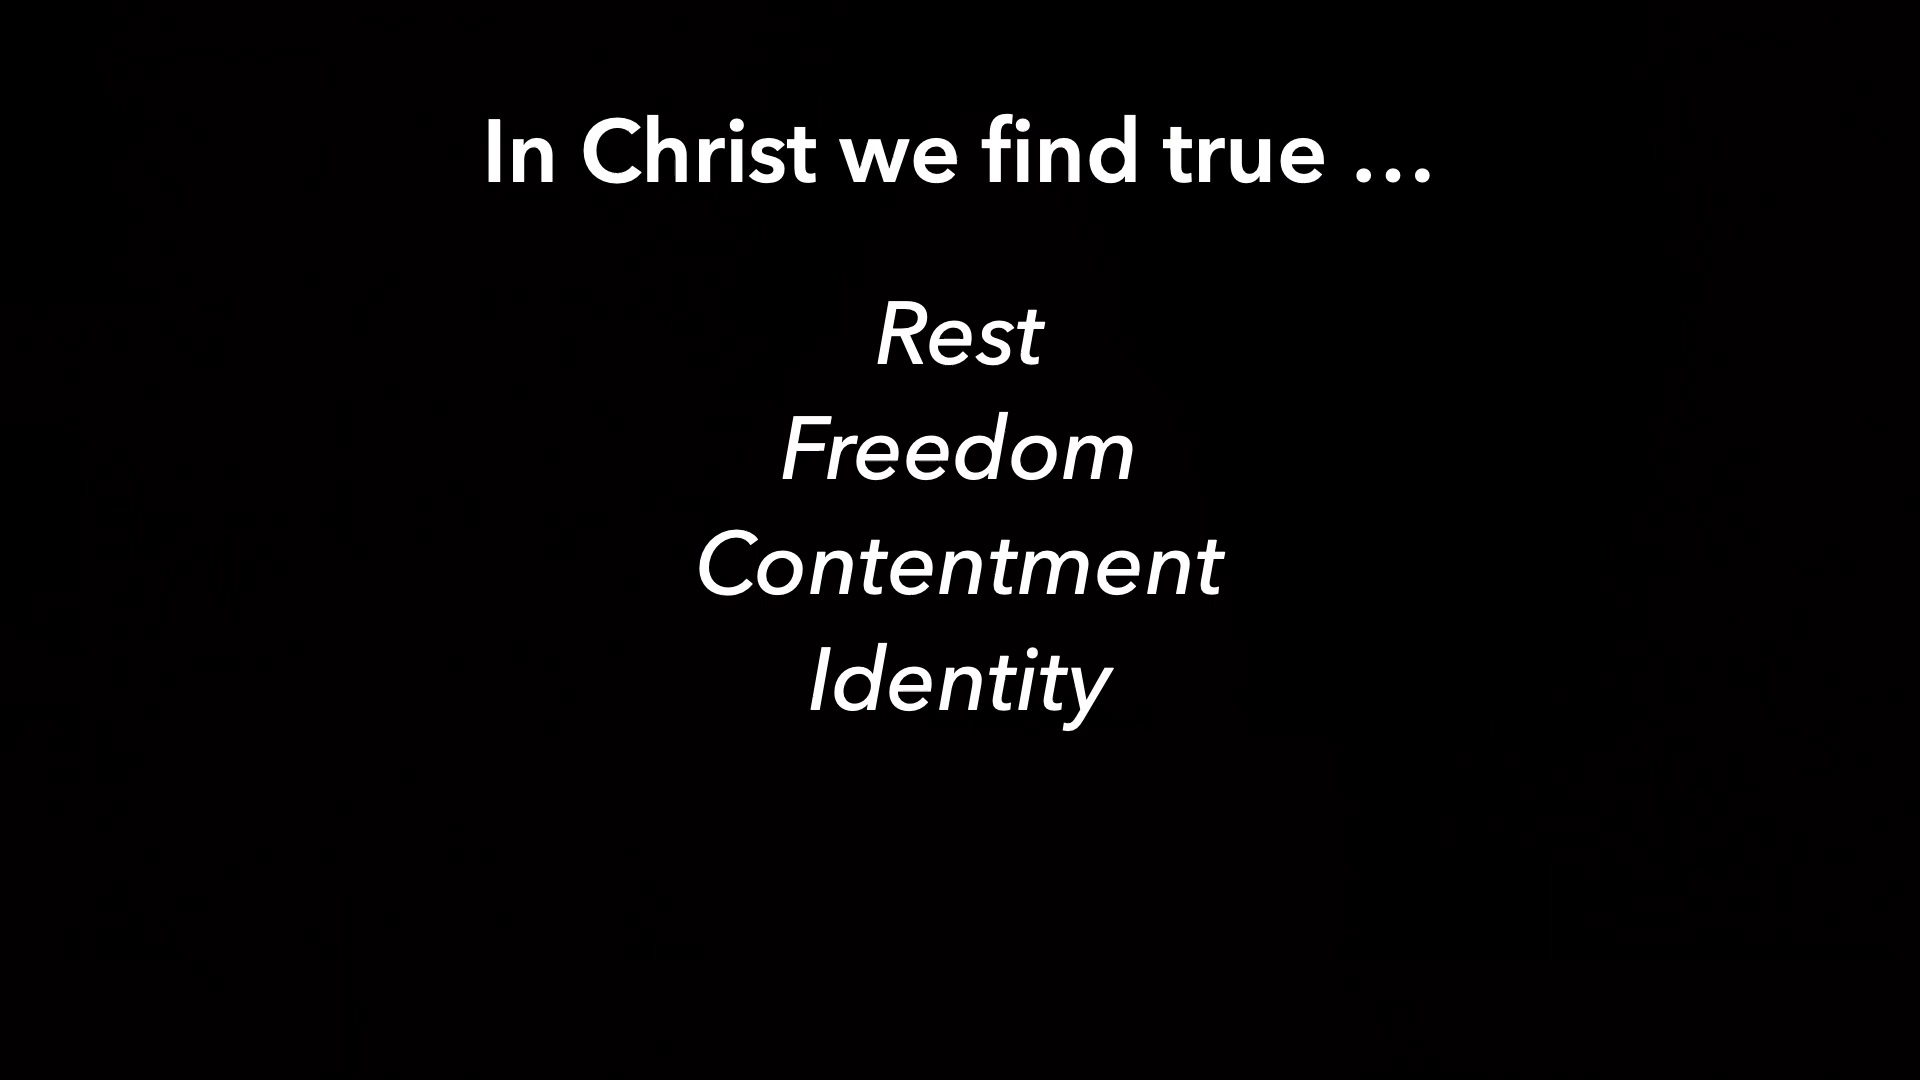 In Christ we find true …
Rest
Freedom
Contentment
Identity